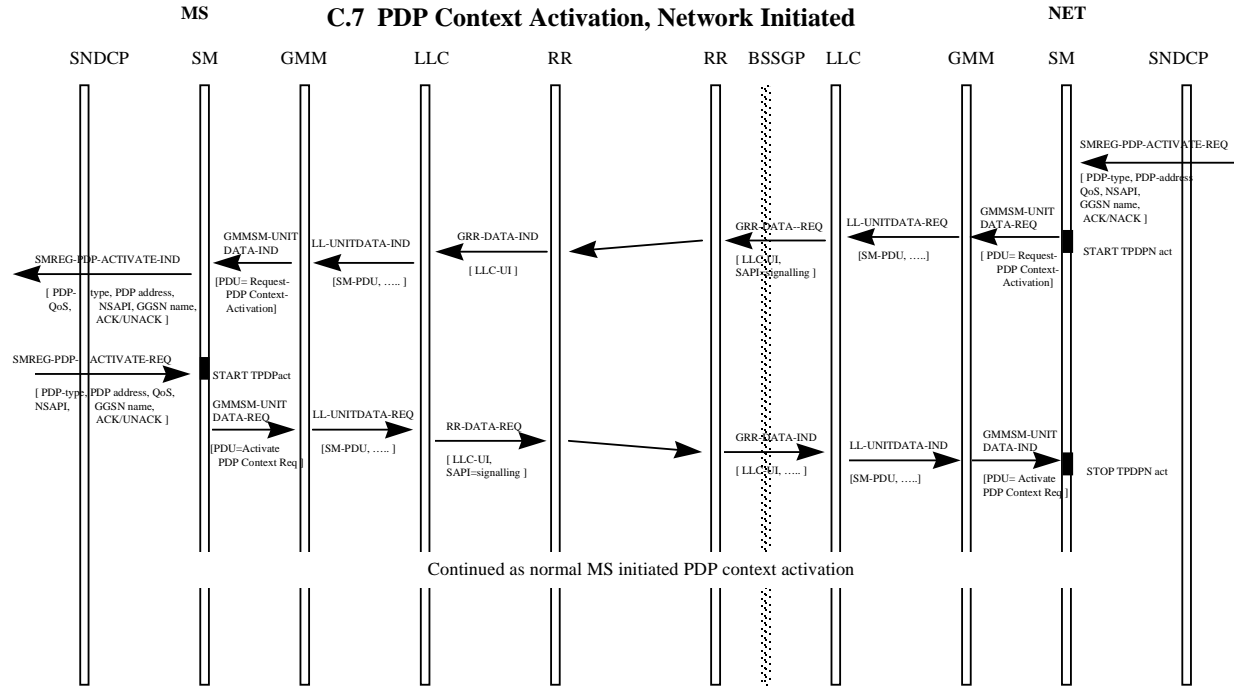 MS
C.7 PDP Context Activation, Network Initiated
NET
SNDCP SM GMM LLC RR RR BSSGP LLC GMM SM SNDCP
SMREG-PDP-ACTIVATE-REQ
[ PDP-type, PDP-address
QoS, NSAPI,
GGSN name,
ACK/NACK ]
GMMSM-UNIT
DATA-REQ
[ PDU= Request-
PDP Context-
Activation]
START TPDPN act
LL-UNITDATA-REQ
[SM-PDU, …..]
GRR-DATA--REQ
[ LLC-UI,
SAPI=signalling ]
GRR-DATA-IND
[ LLC-UI ]
LL-UNITDATA-IND
[SM-PDU, ….. ]
GMMSM-UNIT
DATA-IND
[PDU= Request-
PDP Context-
Activation]
SMREG-PDP-ACTIVATE-IND
[ PDP- type, PDP address,
QoS, NSAPI, GGSN name,
ACK/UNACK ]
SMREG-PDP- ACTIVATE-REQ
[ PDP-type, PDP address, QoS,
NSAPI, GGSN name,
ACK/UNACK ]
START TPDPact
GMMSM-UNIT
DATA-REQ
[PDU=Activate
PDP Context Req ]
LL-UNITDATA-REQ
[SM-PDU, ….. ]
RR-DATA-REQ
[ LLC-UI,
SAPI=signalling ]
GRR-DATA-IND
[ LLC-UI, ….. ]
LL-UNITDATA-IND
[SM-PDU, …..]
GMMSM-UNIT
DATA-IND
[PDU= Activate
PDP Context Req ]
STOP TPDPN act
Continued as normal MS initiated PDP context activation